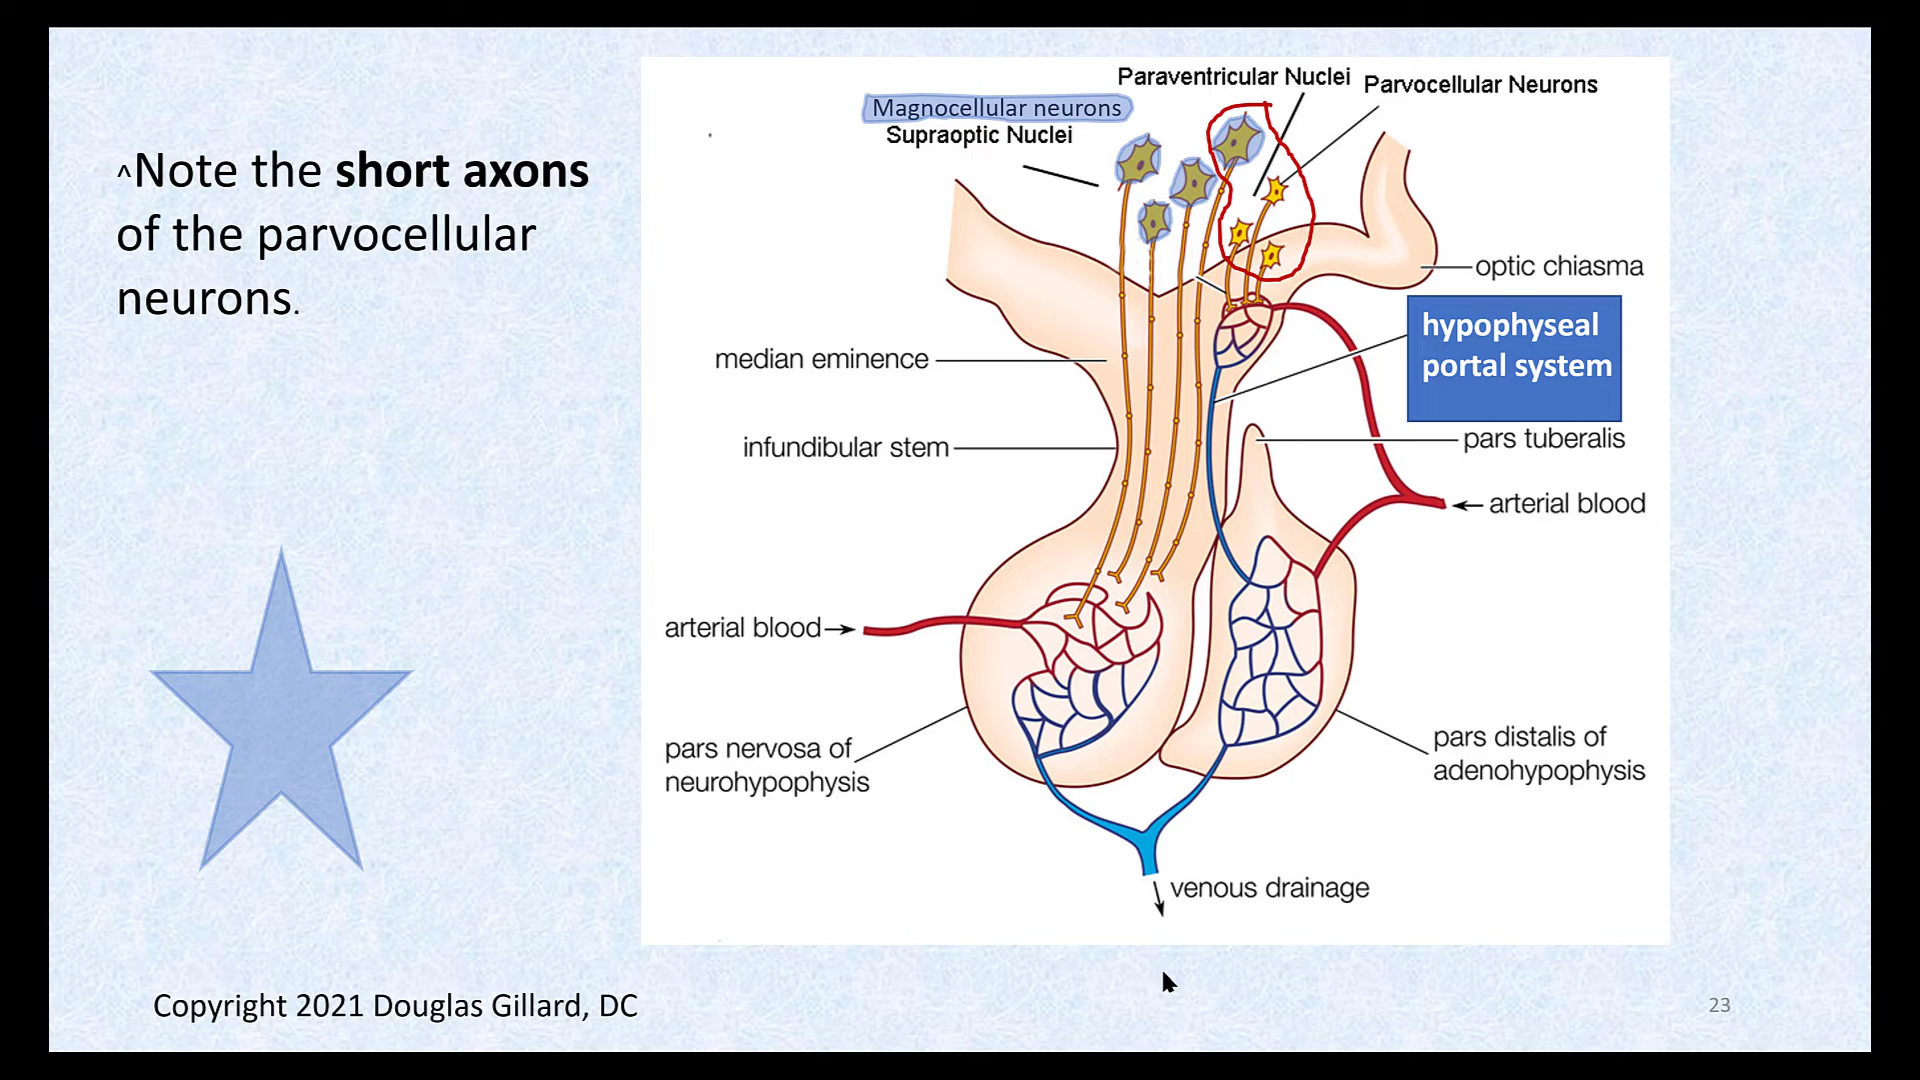 ^Note the short axons
of the parvocellular
neurons.
Paraventricular Nuclei
Parvocellular Neurons
Magnocellular neurons
Supraoptic Nuclei
optic chiasma
hypophyseal
portal system
median eminence
infundibular stem
pars tuberalis
arterial blood
arterial blood
pars nervosa of
neurohypophysis
pars distalis of
adenohypophysis
venous drainage
Copyright 2021 Douglas Gillard, DC
23